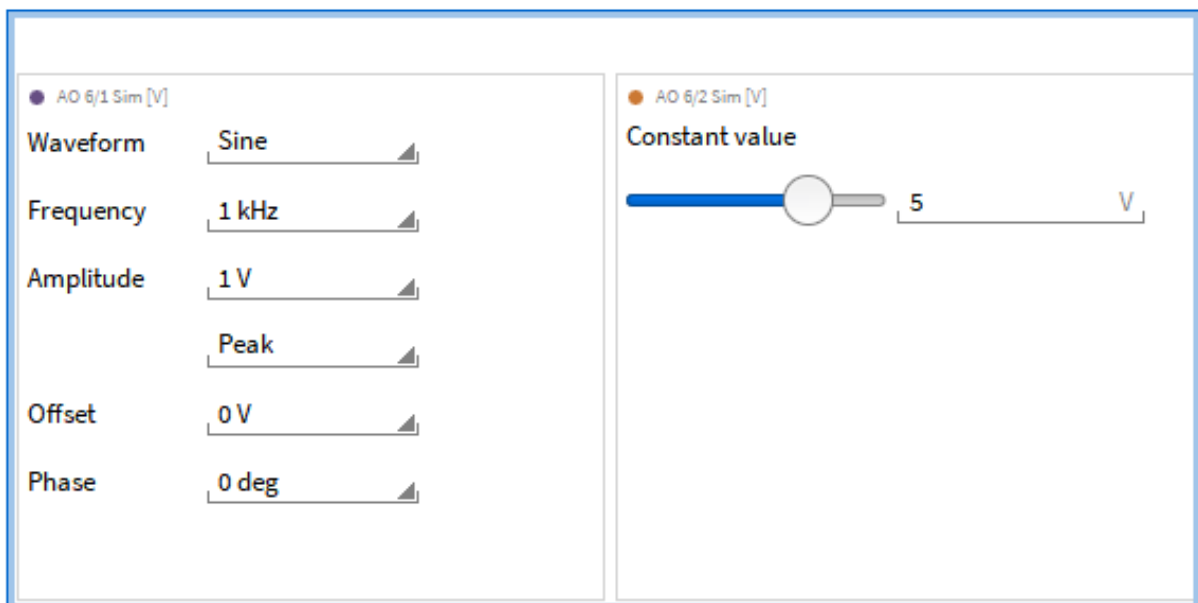 AO 6/1 Sim [V]
Waveform Sine
Frequency 1 kHz
Amplitude 1 V
Peak
Offset 0 V
Phase 0 deg
AO 6/2 Sim [V]
Constant value
5 V